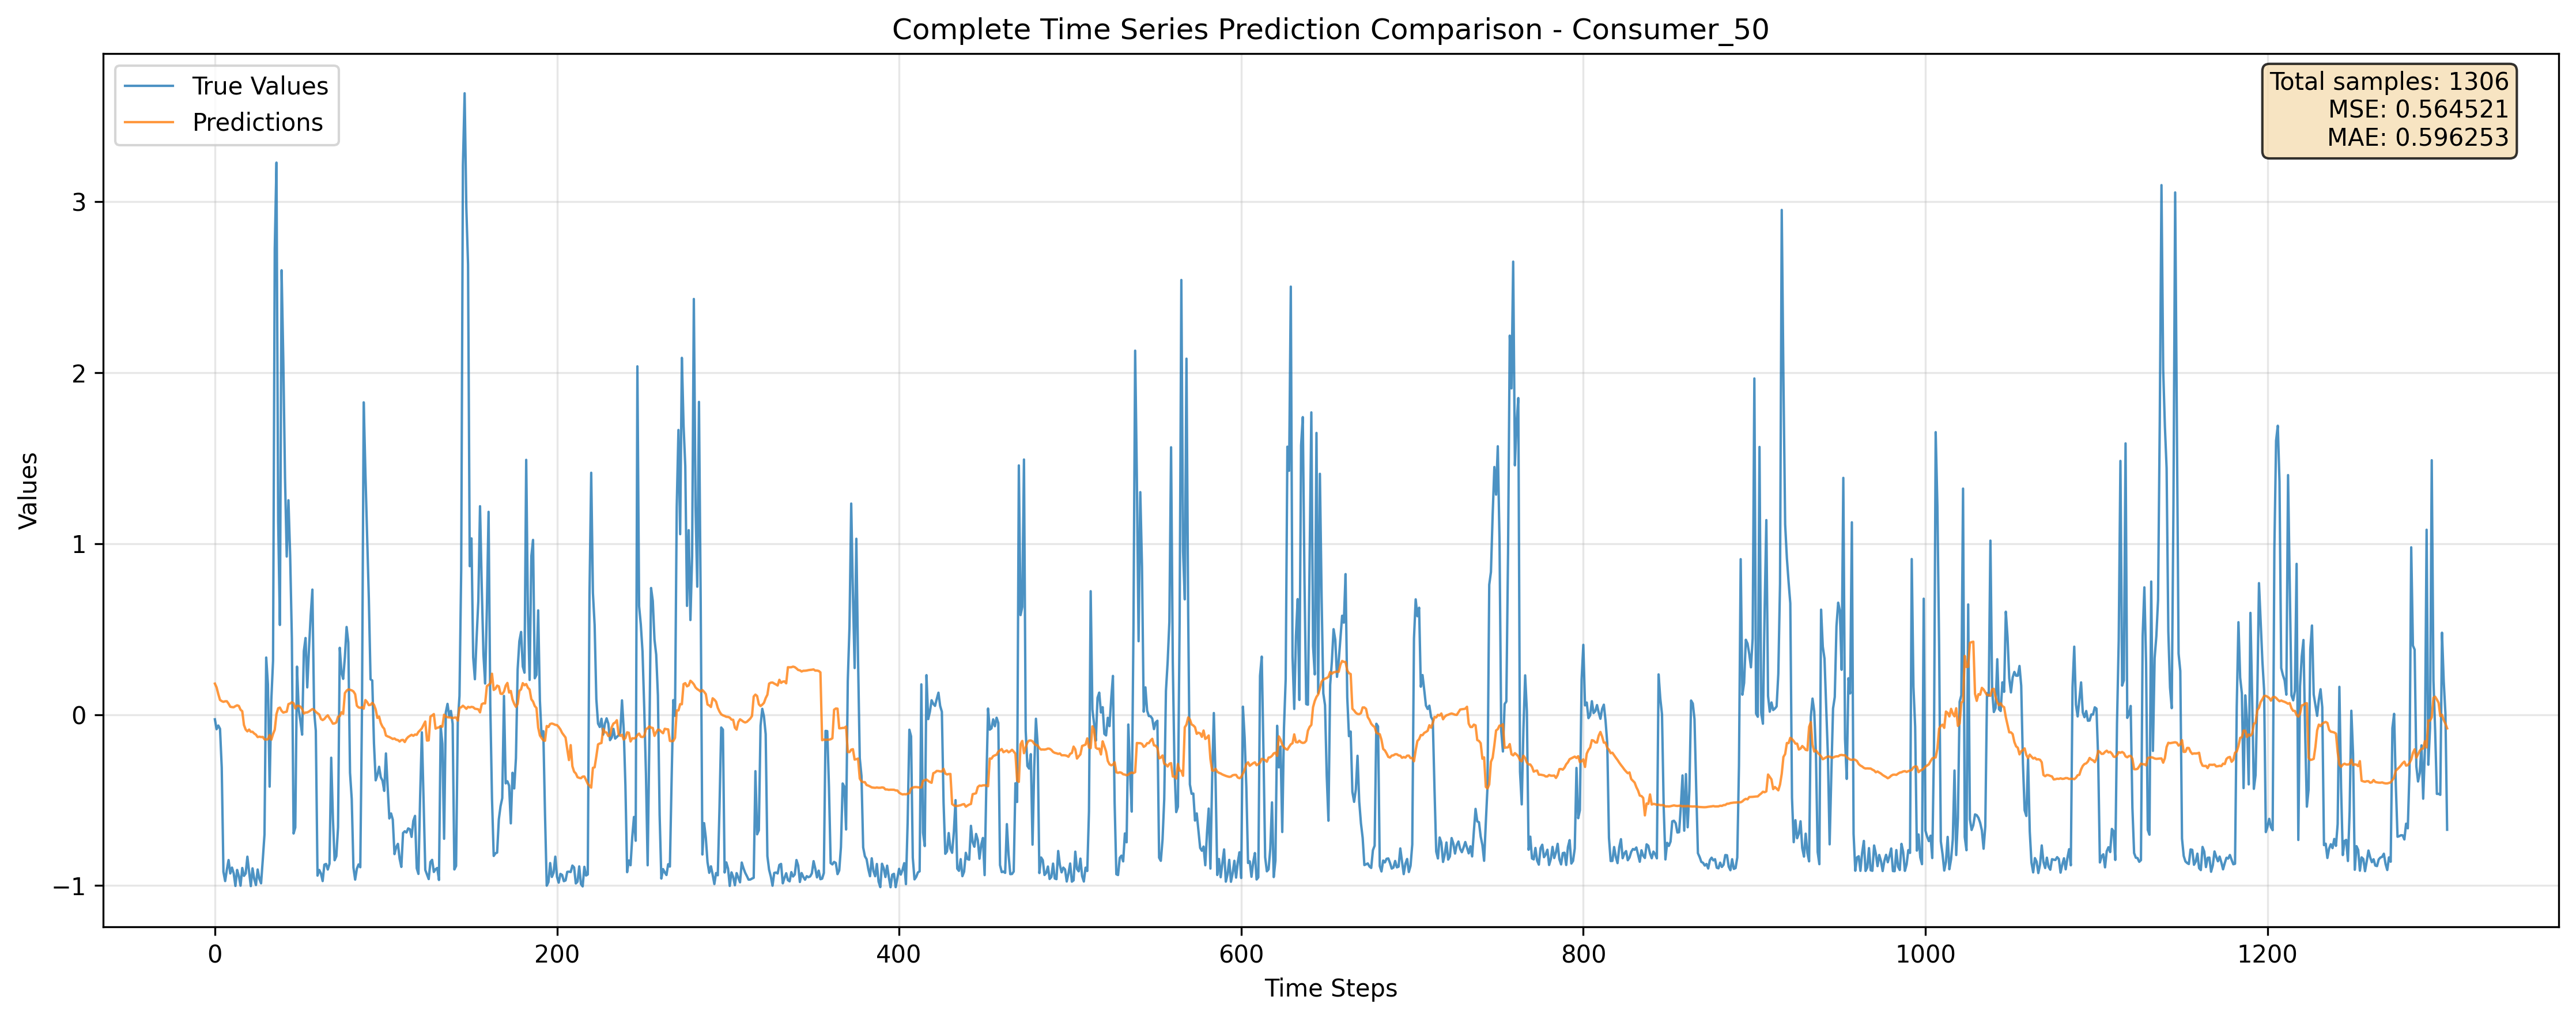 Complete Time Series Prediction Comparison - Consumer_50
True Values
Predictions
Total samples: 1306
MSE: 0.564521
MAE: 0.596253
Values
3
2
1
0
−1
0 200 400 600 800 1000 1200
Time Steps